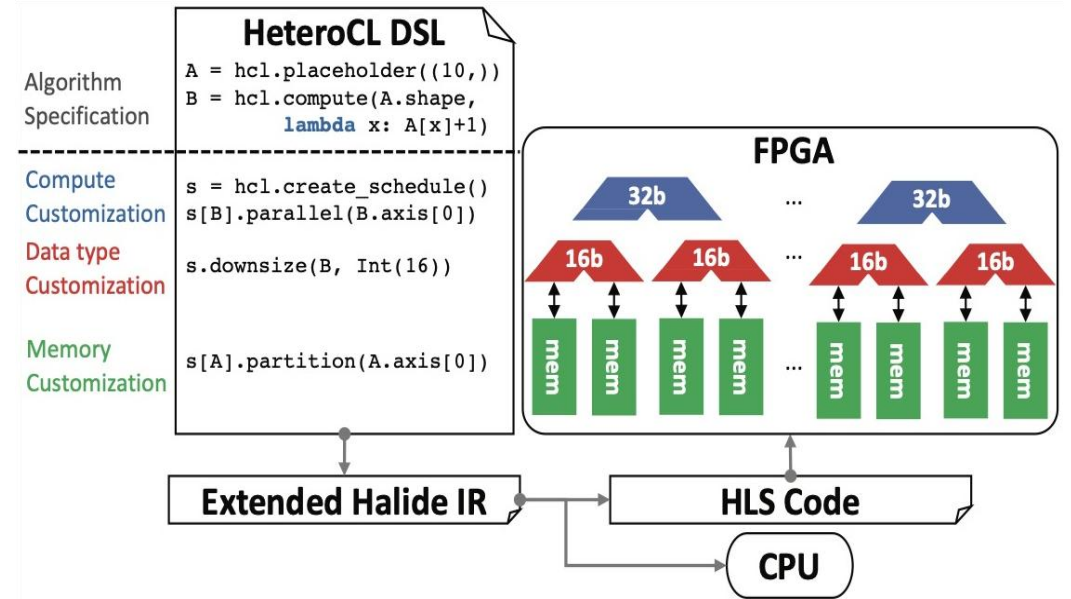 HeteroCL DSL
Algorithm
Specification
A = hcl.placeholder((10,))
B = hcl.compute(A.shape,
lambda x: A[x]+1)
Compute
Customization
s = hcl.create_schedule()
s[B].parallel(B.axis[0])
Data type
Customization
s.downsize(B, Int(16))
Memory
Customization
s[A].partition(A.axis[0])
FPGA
32b ... 32b
16b 16b ... 16b 16b
mem mem mem mem ... mem mem mem mem
Extended Halide IR
HLS Code
CPU